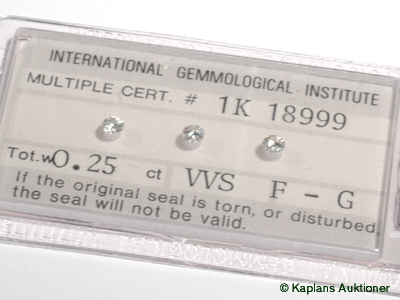 INTERNATIONAL GEMMOLOGICAL INSTITUTE
MULTIPLE CERT. # 1K 18999
Tot.w0.25 ct VVS F - G
If the original seal is torn, or disturbed,
the seal will not be valid.
© Kaplans Auktioner